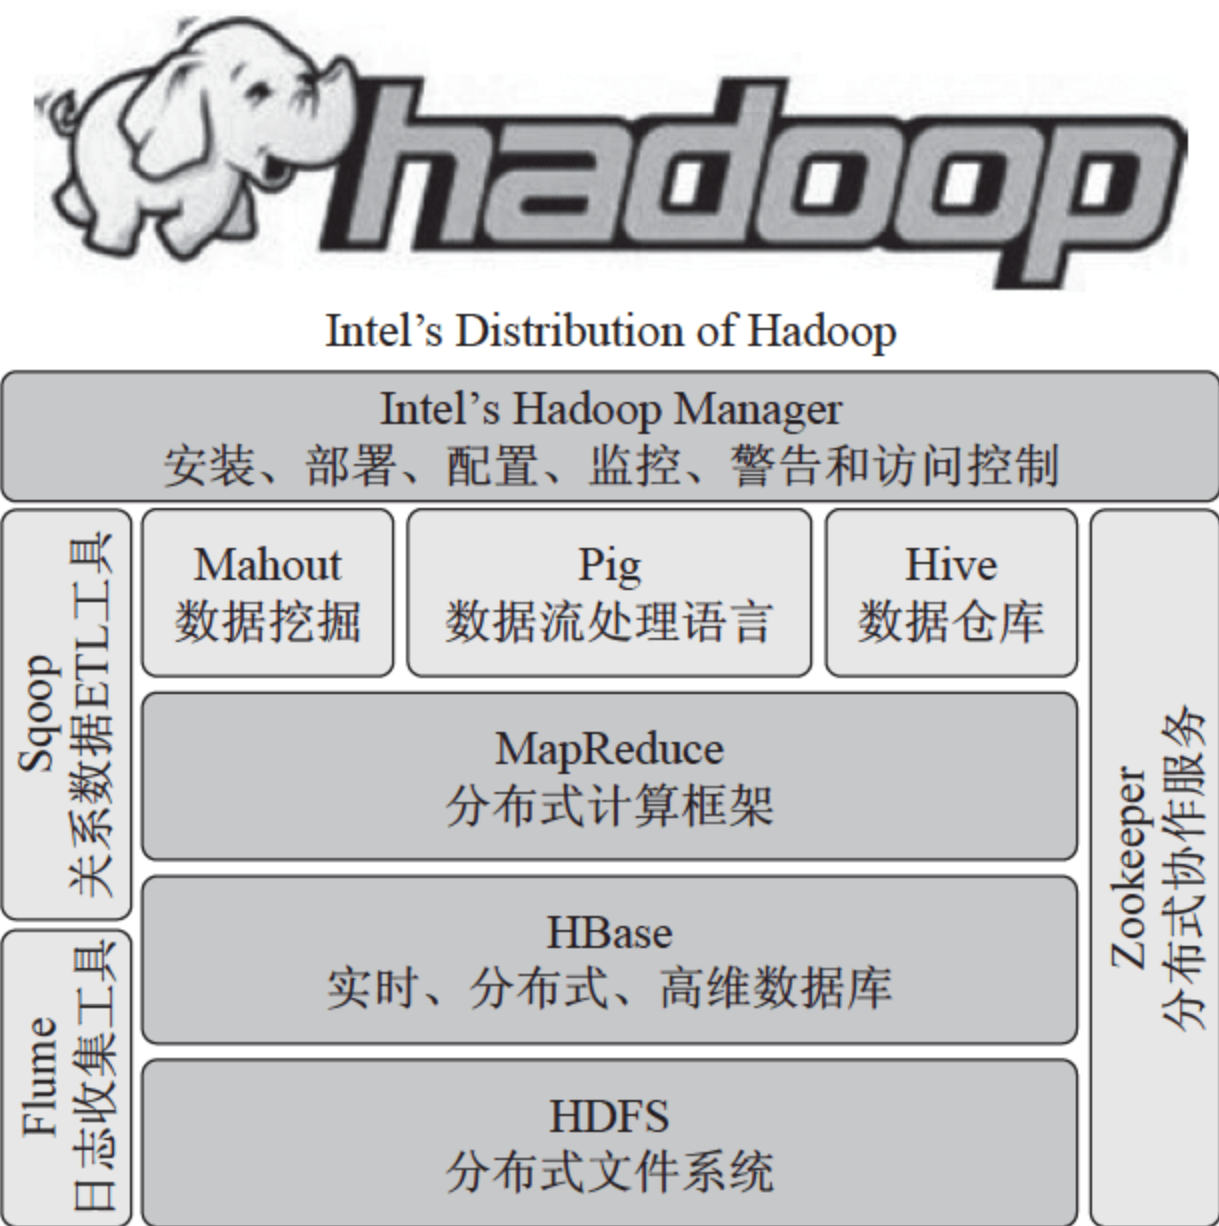 hadoop
Intel’s Distribution of Hadoop
Intel’s Hadoop Manager
安装、部署、配置、监控、警告和访问控制
Sqoop
关系数据ETL工具
Flume
日志收集工具
Mahout
数据挖掘
Pig
数据流处理语言
Hive
数据仓库
MapReduce
分布式计算框架
HBase
实时、分布式、高维数据库
HDFS
分布式文件系统
Zookeeper
分布式协作服务